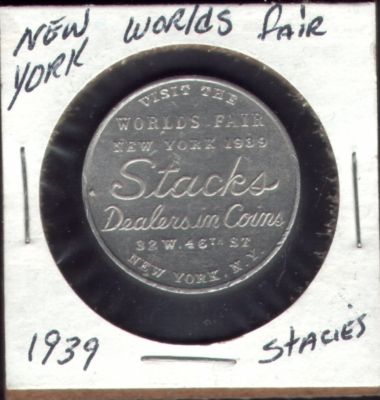 NEW WORLDS FAIR
YORK
VISIT THE
WORLDS FAIR
NEW YORK 1939
Stacks
Dealers in Coins
32 W. 46TH ST
NEW YORK, N.Y.
1939 STACK'S